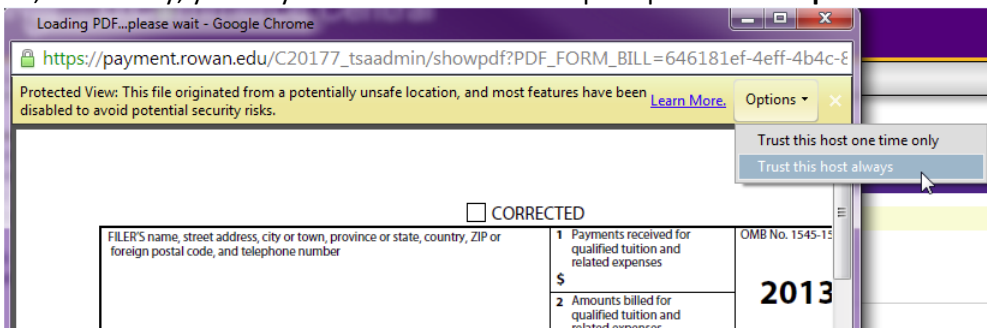 Loading PDF...please wait - Google Chrome
https://payment.rowan.edu/C20177_tsaadmin/showpdf?PDF_FORM_BILL=646181ef-4eff-4b4c-8
Protected View: This file originated from a potentially unsafe location, and most features have been Learn More. Options
disabled to avoid potential security risks.
Trust this host one time only
Trust this host always
CORRECTED
FILER'S name, street address, city or town, province or state, country, ZIP or
foreign postal code, and telephone number
1 Payments received for
qualified tuition and
related expenses
$
2 Amounts billed for
qualified tuition and
related expenses
OMB No. 1545-15
2013